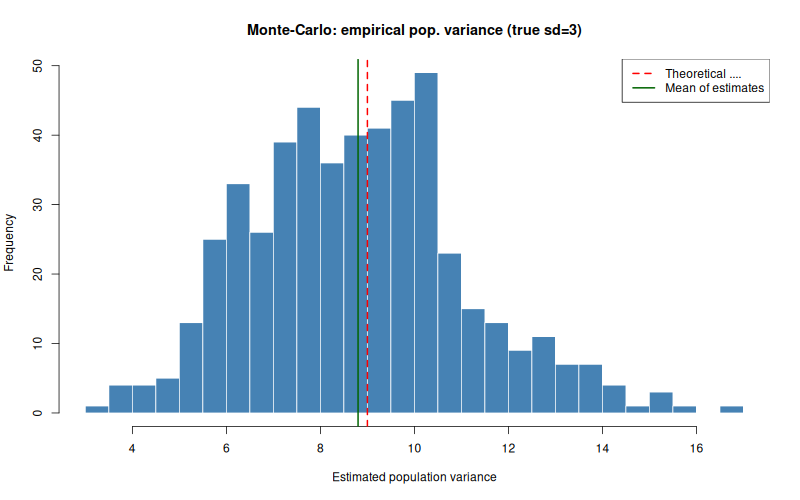 Monte-Carlo: empirical pop. variance (true sd=3)
Theoretical ....
Mean of estimates
Frequency
50
40
30
20
10
0
4 6 8 10 12 14 16
Estimated population variance